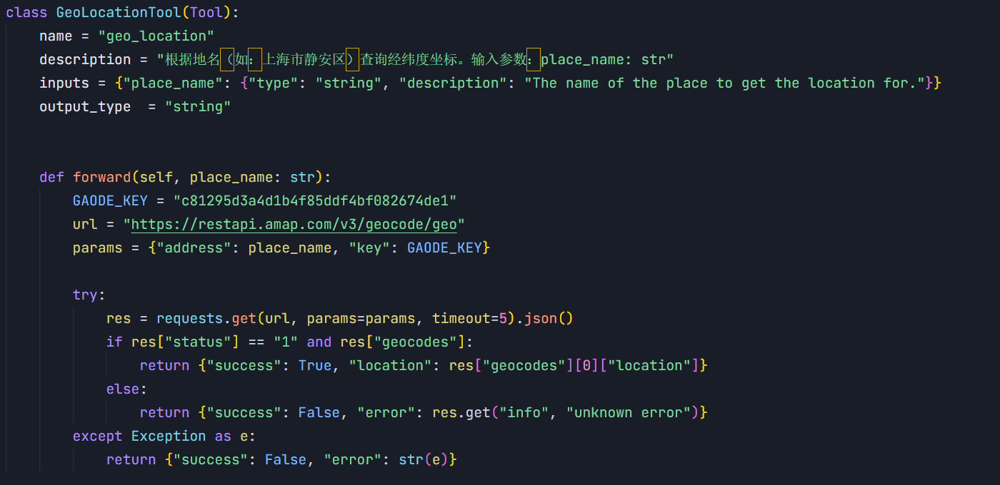 class GeoLocationTool(Tool):
    name = "geo_location"
    description = "根据地名（如：上海市静安区）查询经纬度坐标。输入参数：place_name: str"
    inputs = {"place_name": {"type": "string", "description": "The name of the place to get the location for."}}
    output_type  = "string"
    def forward(self, place_name: str):
        GAODE_KEY = "c81295d3a4d1b4f85ddf4bf082674de1"
        url = "https://restapi.amap.com/v3/geocode/geo"
        params = {"address": place_name, "key": GAODE_KEY}
        try:
            res = requests.get(url, params=params, timeout=5).json()
            if res["status"] == "1" and res["geocodes"]:
                return {"success": True, "location": res["geocodes"][0]["location"]}
            else:
                return {"success": False, "error": res.get("info", "unknown error")}
        except Exception as e:
            return {"success": False, "error": str(e)}